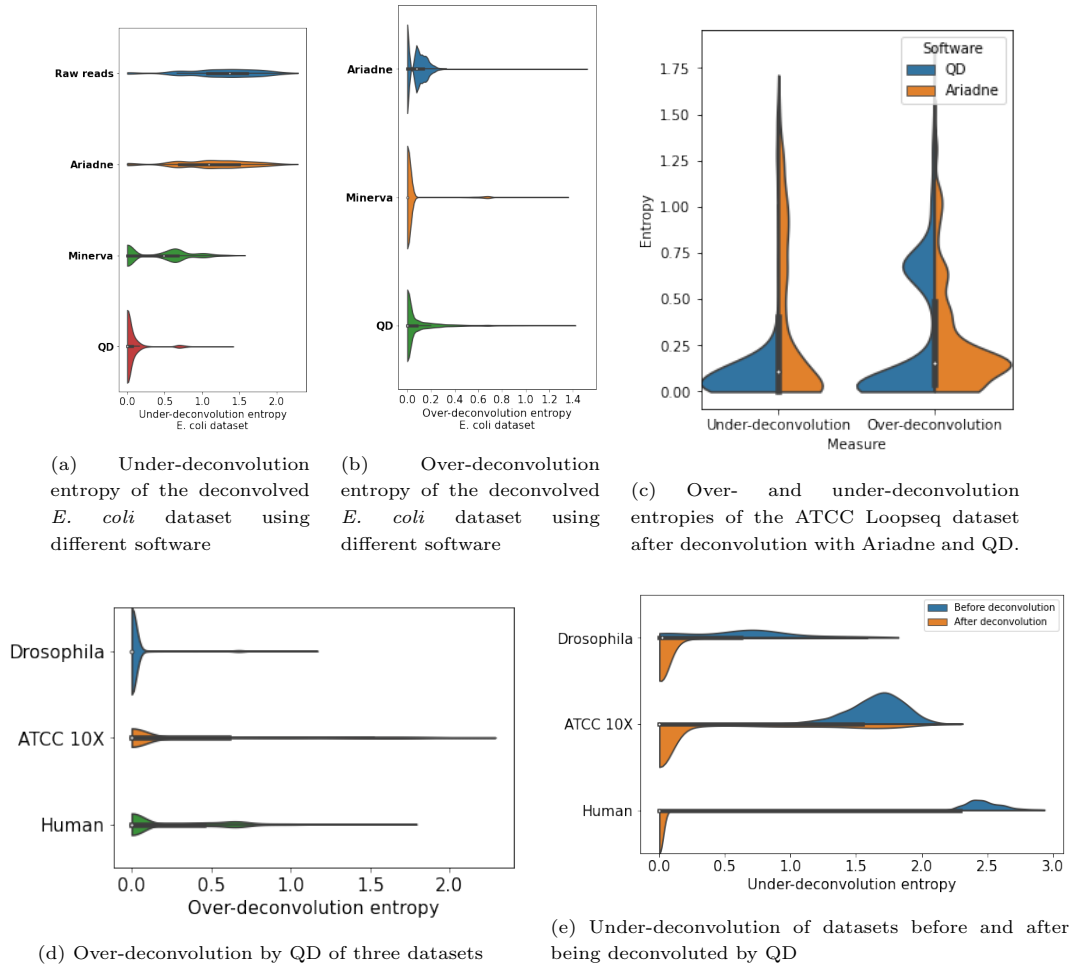 Raw reads
Ariadne
Minerva
QD
0.0 0.5 1.0 1.5 2.0
Under-deconvolution entropy
E. coli dataset
(a) Under-deconvolution
entropy of the deconvolved
E. coli dataset using
different software
Ariadne
Minerva
QD
0.0 0.2 0.4 0.6 0.8 1.0 1.2 1.4
Over-deconvolution entropy
E. coli dataset
(b) Over-deconvolution
entropy of the deconvolved
E. coli dataset using
different software
Software
QD
Ariadne
1.75
1.50
1.25
1.00
0.75
0.50
0.25
0.00
Entropy
Under-deconvolution Over-deconvolution
Measure
(c) Over- and under-deconvolution
entropies of the ATCC Loopseq dataset
after deconvolution with Ariadne and QD.
Drosophila
ATCC 10X
Human
0.0 0.5 1.0 1.5 2.0
Over-deconvolution entropy
(d) Over-deconvolution by QD of three datasets
Before deconvolution
After deconvolution
Drosophila
ATCC 10X
Human
0.0 0.5 1.0 1.5 2.0 2.5 3.0
Under-deconvolution entropy
(e) Under-deconvolution of datasets before and after
being deconvoluted by QD